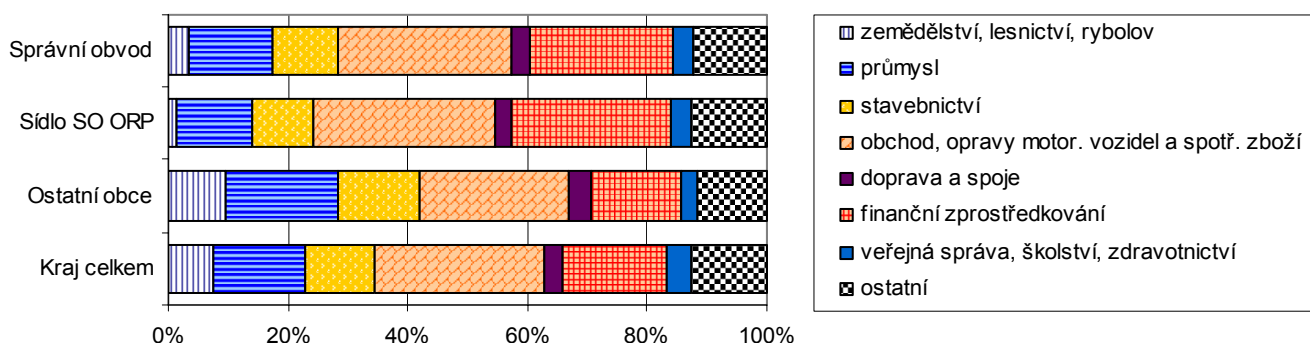 Správní obvod
Sídlo SO ORP
Ostatní obce
Kraj celkem
0% 20% 40% 60% 80% 100%
zemědělství, lesnictví, rybolov
průmysl
stavebnictví
obchod, opravy motor. vozidel a spotř. zboží
doprava a spoje
finanční zprostředkování
veřejná správa, školství, zdravotnictví
ostatní